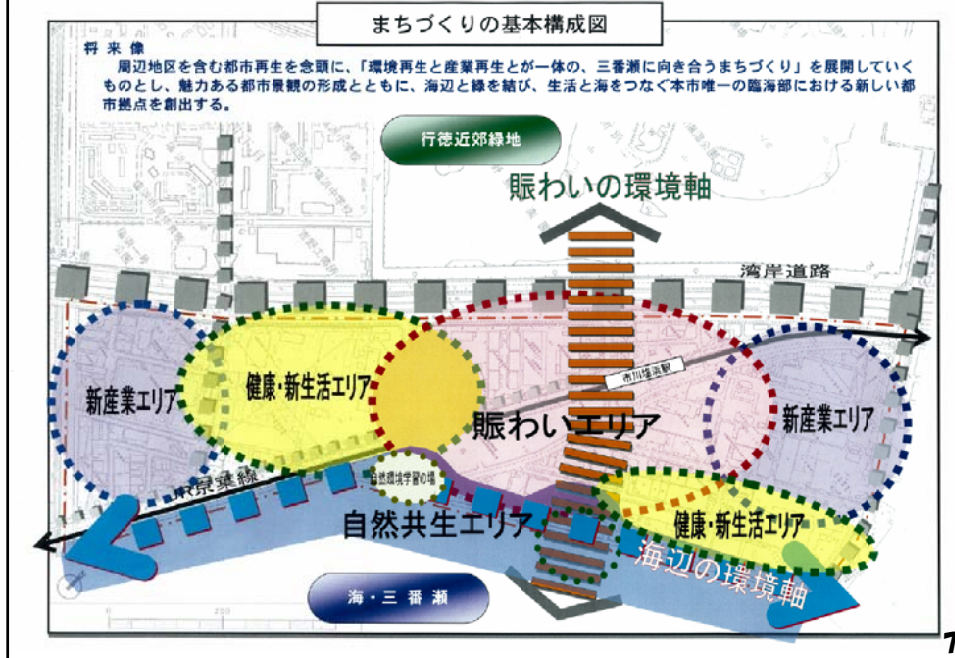 まちづくりの基本構成図
将来像
周辺地区を含む都市再生を念頭に、「環境再生と産業再生とが一体の、三番瀬に向き合うまちづくり」を展開していく
ものとし、魅力ある都市景観の形成とともに、海辺と緑を結び、生活と海をつなぐ本市唯一の臨海部における新しい都
市拠点を創出する。
行徳近郊緑地
賑わいの環境軸
湾岸道路
市川塩浜駅
健康・新生活エリア
新産業エリア
賑わいエリア
新産業エリア
京葉線
自然環境学習の場
自然共生エリア
健康・新生活エリア
海辺の環境軸
海・三番瀬
0
200